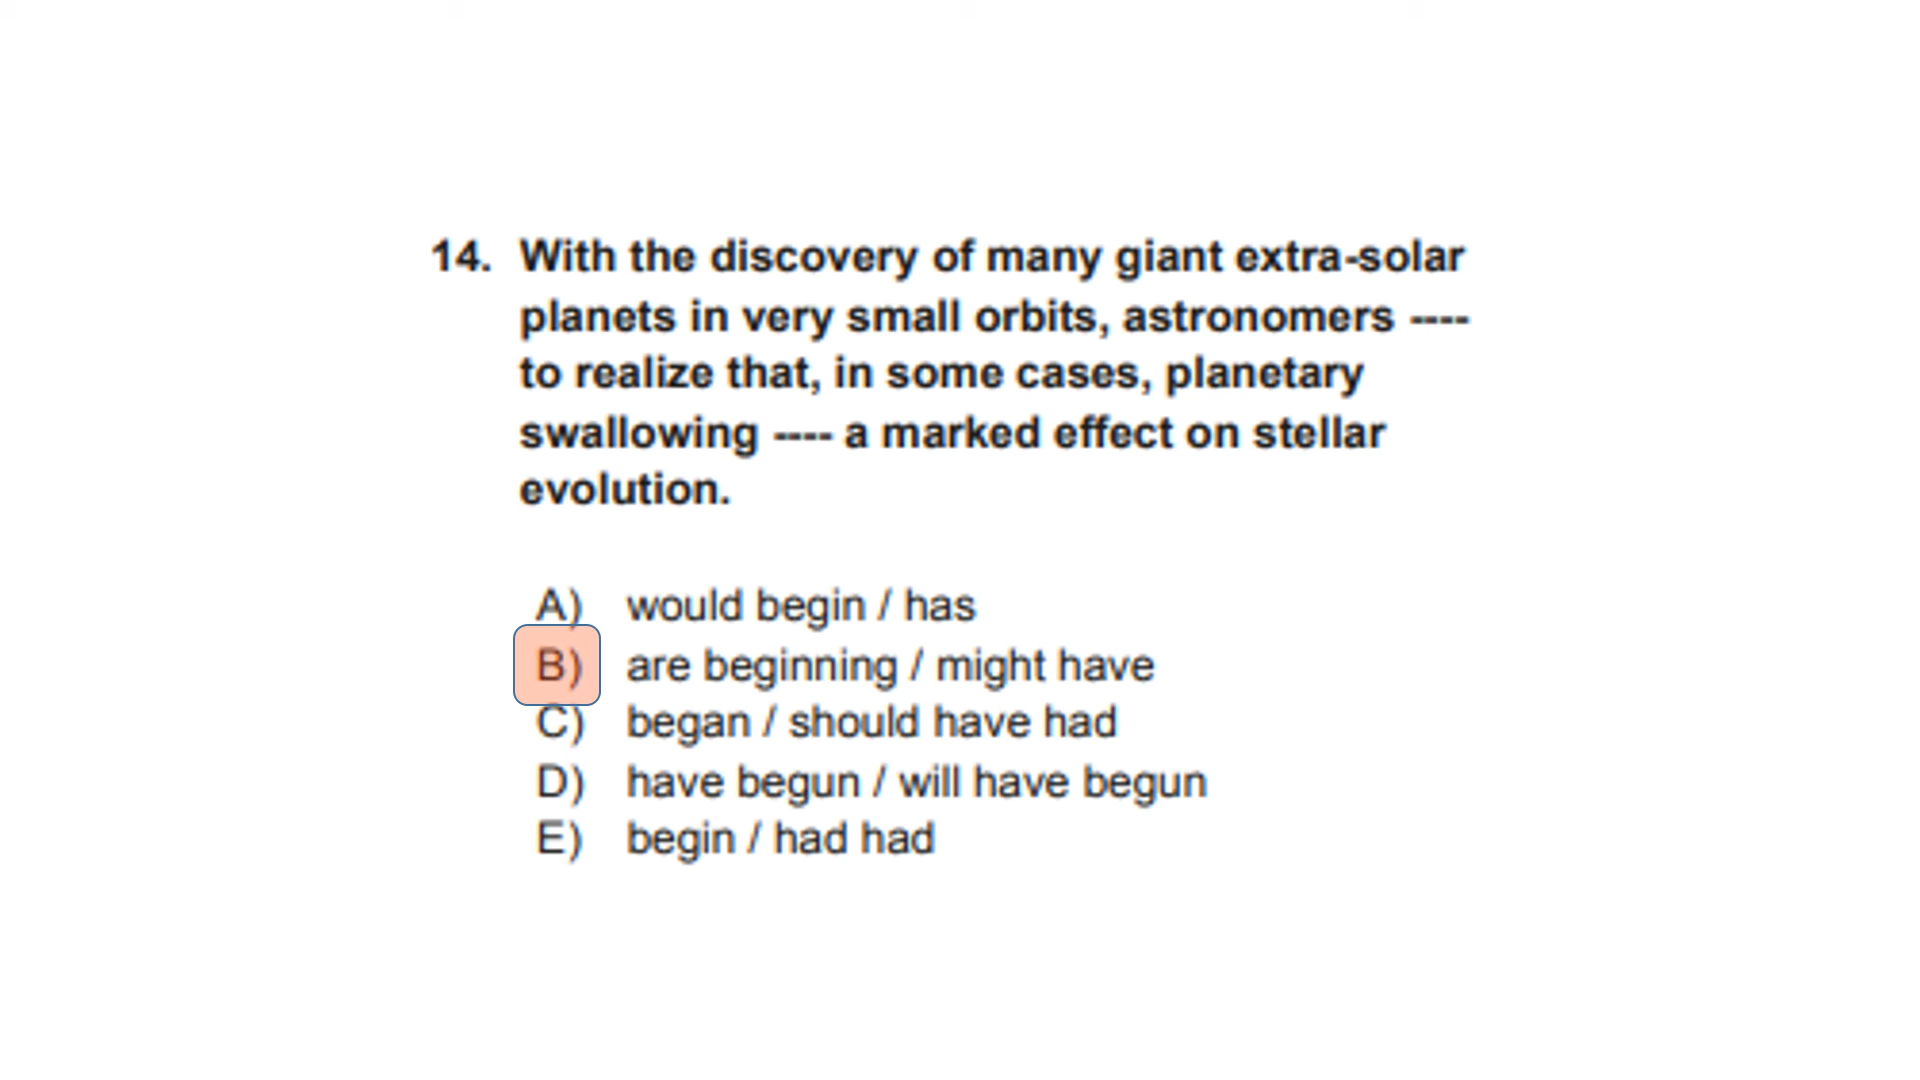 14. With the discovery of many giant extra-solar
planets in very small orbits, astronomers ----
to realize that, in some cases, planetary
swallowing ---- a marked effect on stellar
evolution.
A) would begin / has
B) are beginning / might have
C) began / should have had
D) have begun / will have begun
E) begin / had had